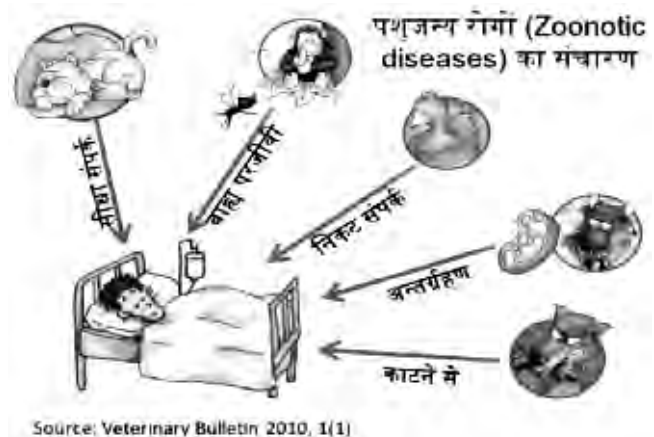 पशुजन्य रोगों (Zoonotic
diseases) का संचारण
सीधा संपर्क
बाह्य परजीवी
निकट संपर्क
अन्तर्ग्रहण
काटने से
Source: Veterinary Bulletin 2010, 1(1)